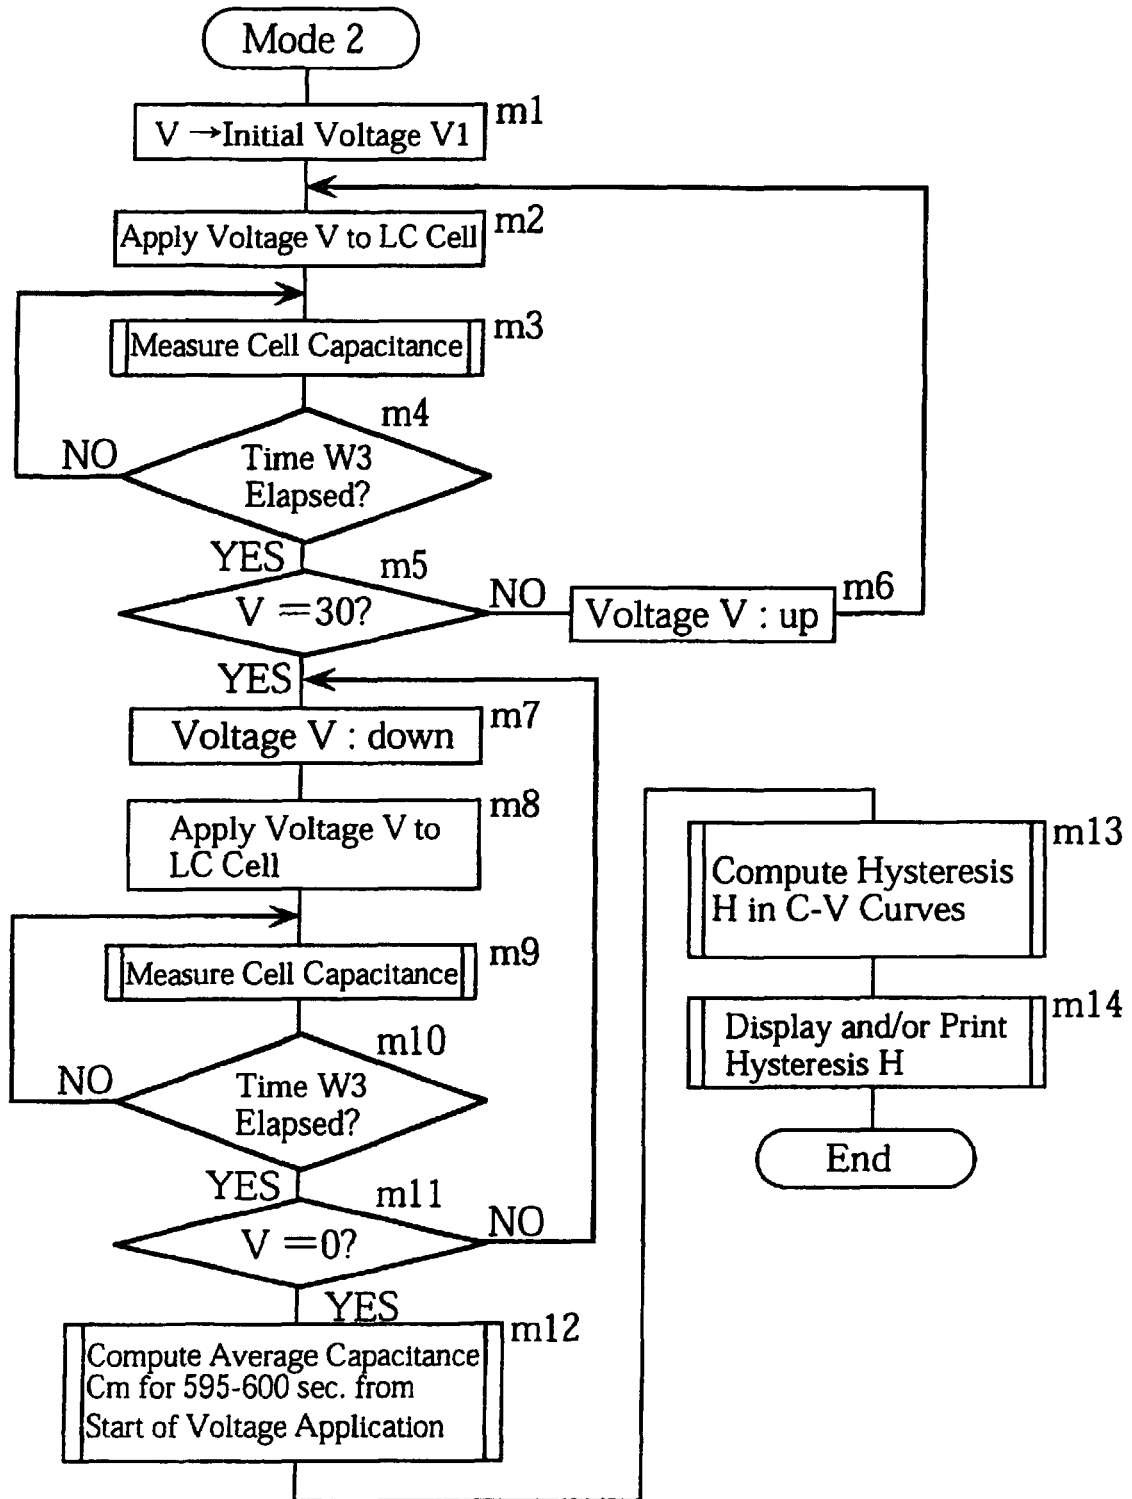 Mode 2
m1
V →Initial Voltage V1
m2
Apply Voltage V to LC Cell
m3
Measure Cell Capacitance
m4
NO
Time W3
Elapsed?
YES
m5
V =30?
NO
m6
Voltage V : up
YES
m7
Voltage V : down
m8
Apply Voltage V to
LC Cell
m9
Measure Cell Capacitance
m10
NO
Time W3
Elapsed?
YES
m11
V =0?
NO
YES
m12
Compute Average Capacitance
Cm for 595-600 sec. from
Start of Voltage Application
m13
Compute Hysteresis
H in C-V Curves
m14
Display and/or Print
Hysteresis H
End